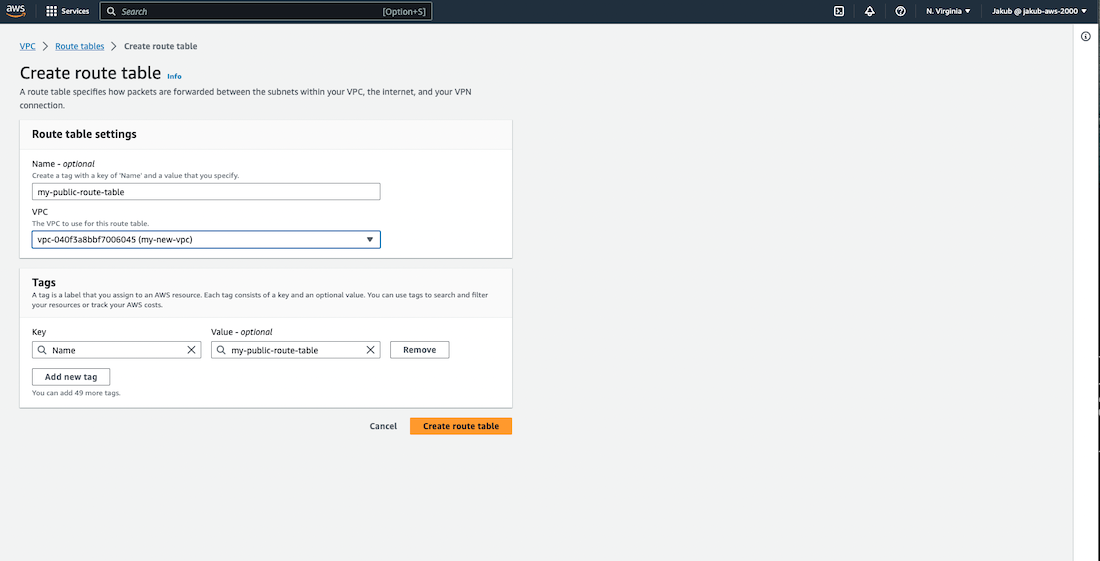 aws Services Search [Option+S] N. Virginia Jakub @ jakub-aws-2000
VPC Route tables Create route table
Create route table Info
A route table specifies how packets are forwarded between the subnets within your VPC, the internet, and your VPN
connection.
Route table settings
Name - optional
Create a tag with a key of 'Name' and a value that you specify.
my-public-route-table
VPC
The VPC to use for this route table.
vpc-040f3a8bbf7006045 (my-new-vpc)
Tags
A tag is a label that you assign to an AWS resource. Each tag consists of a key and an optional value. You can use tags to search and filter
your resources or track your AWS costs.
Key Value - optional
Name my-public-route-table Remove
Add new tag
You can add 49 more tags.
Cancel Create route table